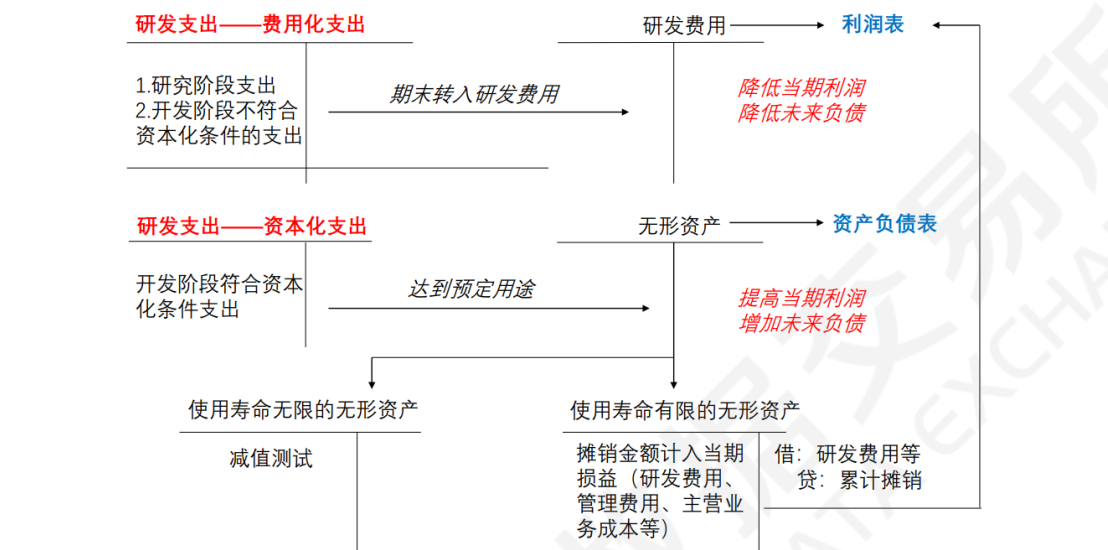 研发支出——费用化支出
研发费用
利润表
1.研究阶段支出
2.开发阶段不符合
资本化条件的支出
期末转入研发费用
降低当期利润
降低未来负债
研发支出——资本化支出
无形资产
资产负债表
开发阶段符合资本
化条件支出
达到预定用途
提高当期利润
增加未来负债
使用寿命无限的无形资产
使用寿命有限的无形资产
减值测试
摊销金额计入当期
损益（研发费用、
管理费用、主营业
务成本等）
借：研发费用等
贷：累计摊销
据交易所
DATA EXCHA